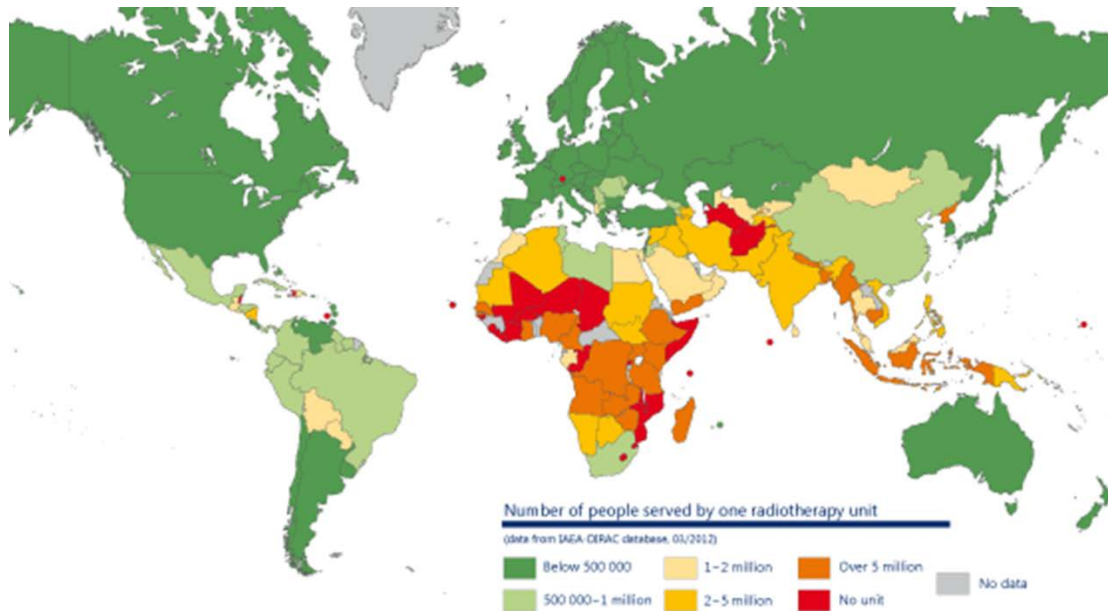 Number of people served by one radiotherapy unit
(data from IAEA-DIRAC database, 03/2012)
Below 500 000
1–2 million
Over 5 million
No data
500 000–1 million
2–5 million
No unit